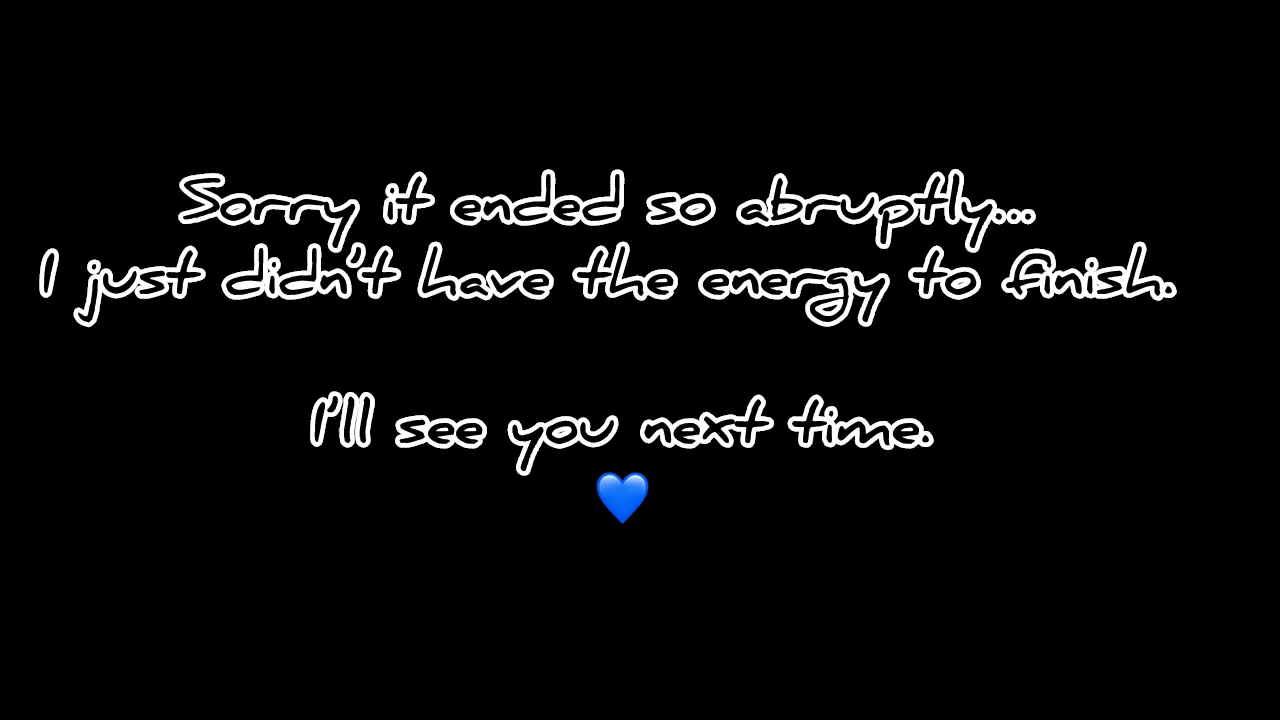 Sorry it ended so abruptly...
I just didn't have the energy to finish.
I'll see you next time.
💙